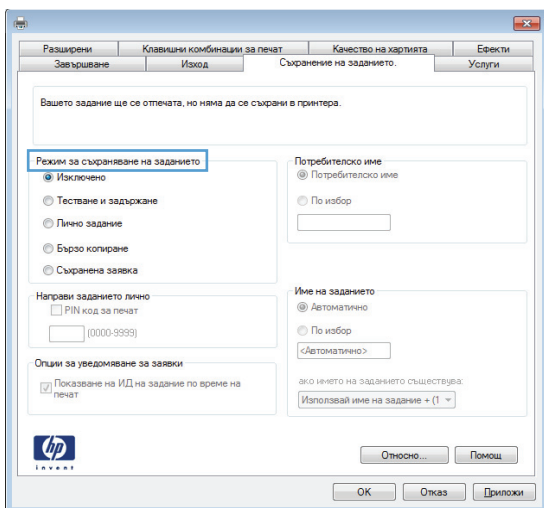 Разширени Клавишни комбинации за печат Качество на хартията Ефекти
Завършване Изход Съхранение на заданието. Услуги
Вашето задание ще се отпечата, но няма да се съхрани в принтера.
Режим за съхраняване на заданието
Изключено
Тестване и задържане
Лично задание
Бързо копиране
Съхранена заявка
Потребителско име
Потребителско име
По избор
Направи заданието лично
PIN код за печат
(0000-9999)
Име на заданието
Автоматично
По избор
<Автоматично>
ако името на заданието съществува:
Използвай име на задание + (1
Опции за уведомяване за заявки
Показване на ИД на задание по време на
печат
hp
invent
Относно... Помощ
OK Отказ Приложи